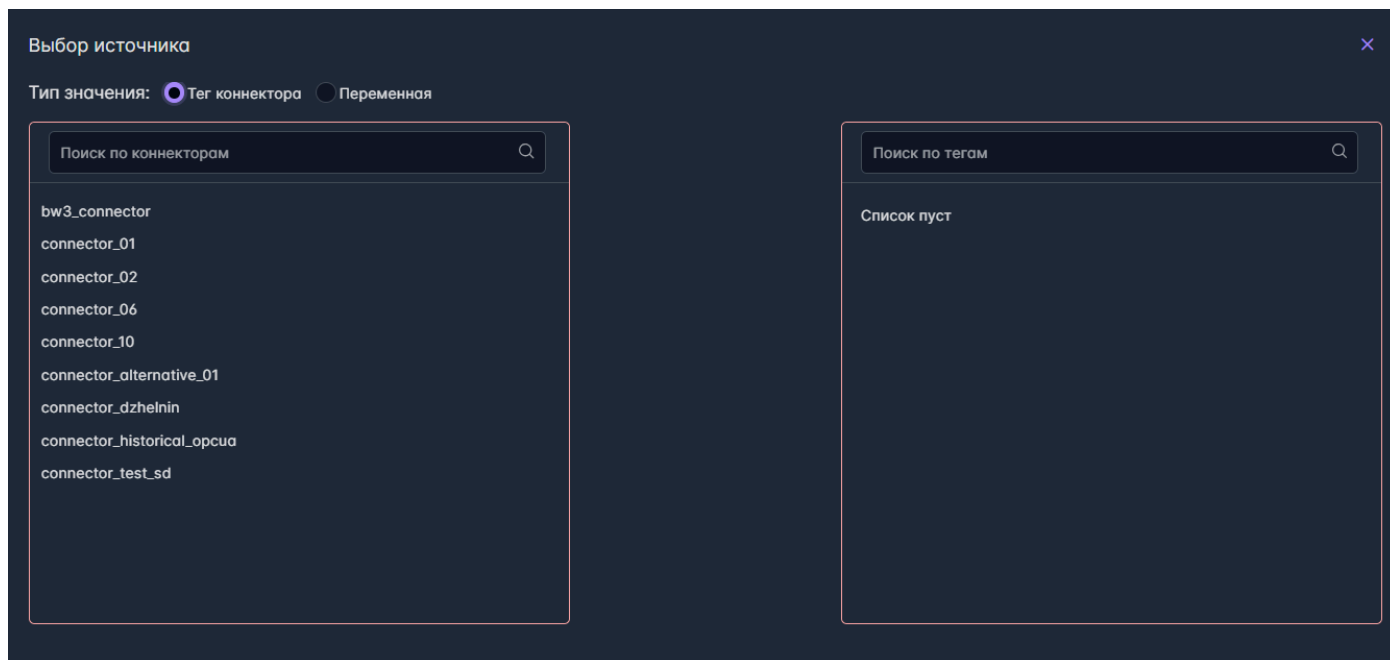 Выбор источника
Тип значения: Тег коннектора Переменная
Поиск по коннекторам
bw3_connector
connector_01
connector_02
connector_06
connector_10
connector_alternative_01
connector_dzhelnin
connector_historical_opcua
connector_test_sd
Поиск по тегам
Список пуст